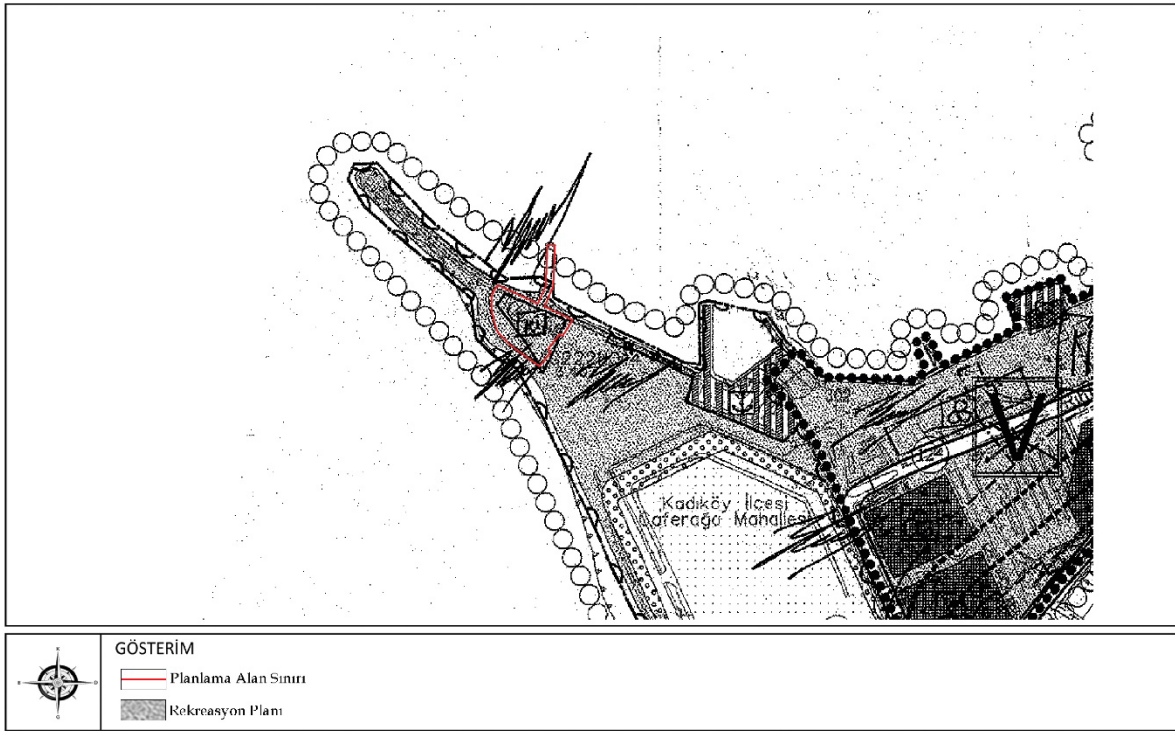 Kadıköy İlçesi
Caferağa Mahallesi
V
GÖSTERİM
Planlama Alan Sınırı
Rekreasyon Planı